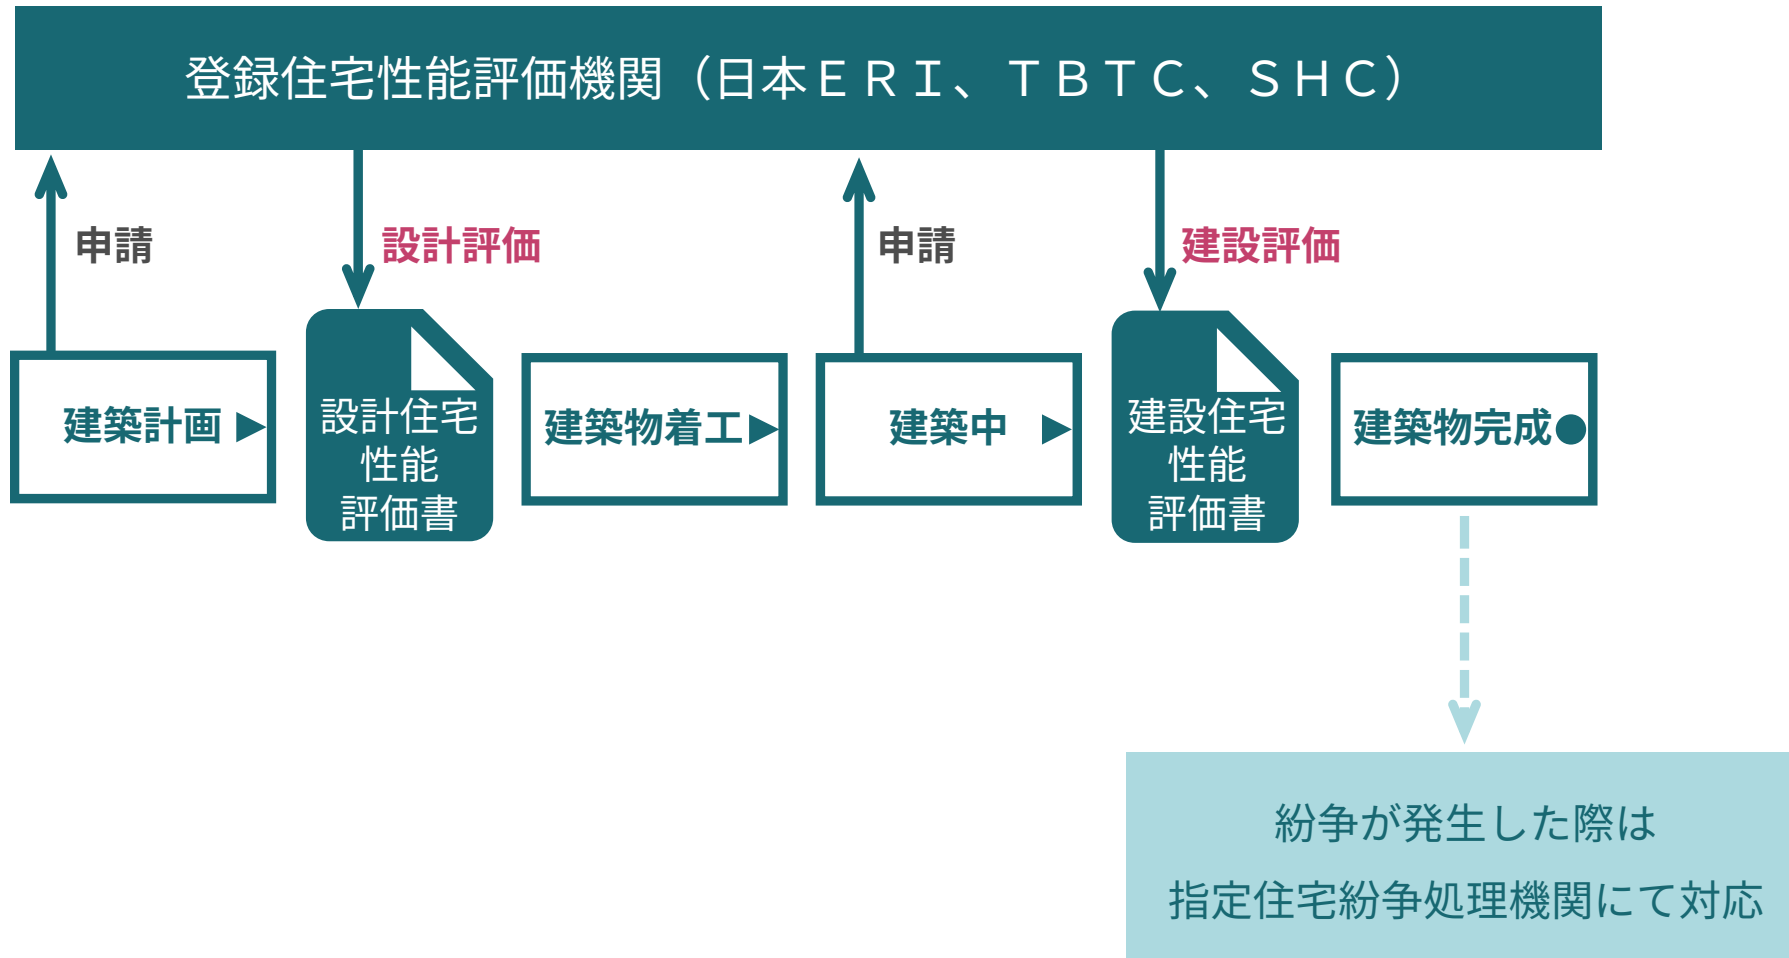 登録住宅性能評価機関（日本ＥＲＩ、ＴＢＴＣ、ＳＨＣ）
申請
設計評価
申請
建設評価
建築計画 ▶
設計住宅
性能
評価書
建築物着工▶
建築中 ▶
建設住宅
性能
評価書
建築物完成●
紛争が発生した際は
指定住宅紛争処理機関にて対応